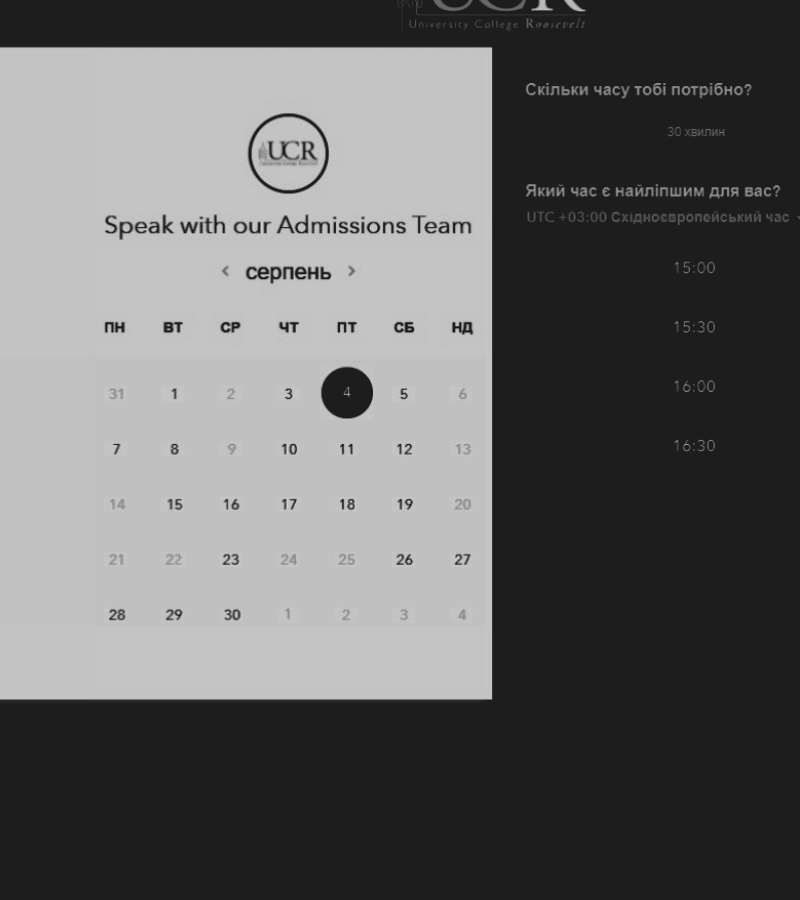 UCR
University College Roosevelt
UCR
Speak with our Admissions Team
< серпень >
ПН ВТ СР ЧТ ПТ СБ НД
31 1 2 3 4 5 6
7 8 9 10 11 12 13
14 15 16 17 18 19 20
21 22 23 24 25 26 27
28 29 30 1 2 3 4
Скільки часу тобі потрібно?
30 хвилин
Який час є найліпшим для вас?
UTC +03:00 Східноєвропейський час
15:00
15:30
16:00
16:30